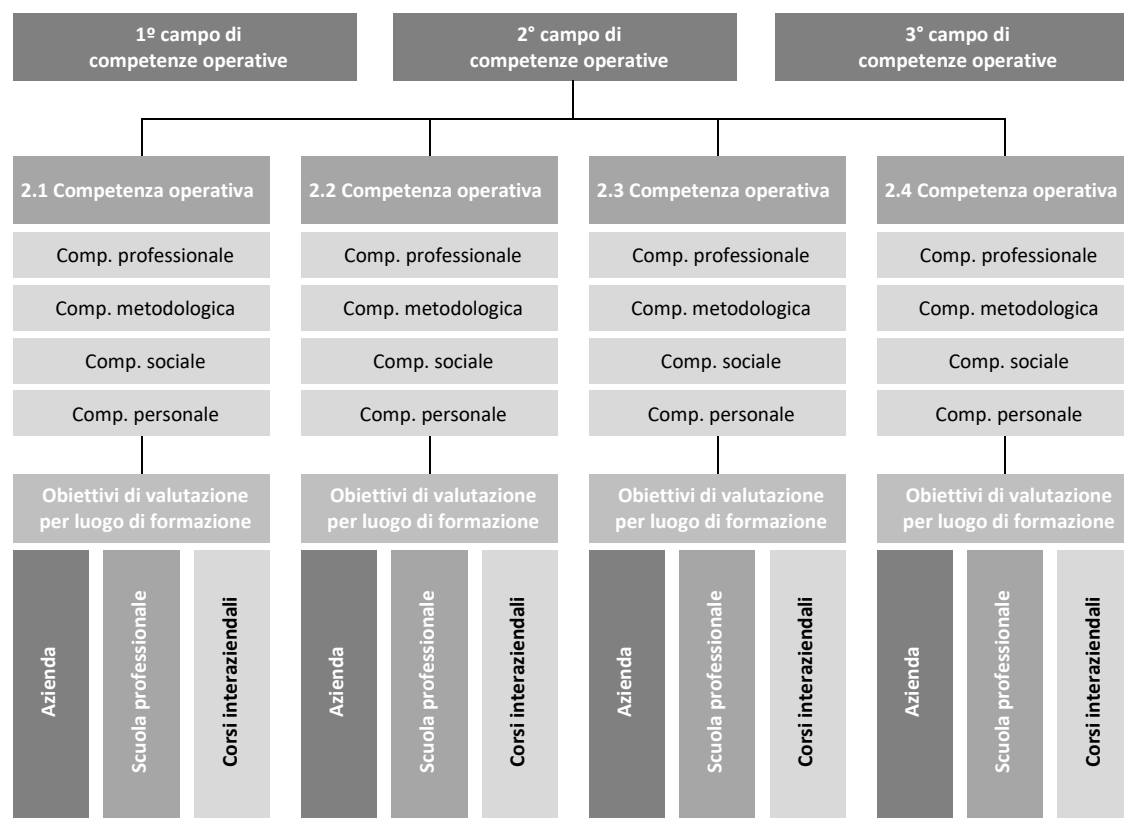 1º campo di
competenze operative
2° campo di
competenze operative
3° campo di
competenze operative
2.1 Competenza operativa
2.2 Competenza operativa
2.3 Competenza operativa
2.4 Competenza operativa
Comp. professionale
Comp. professionale
Comp. professionale
Comp. professionale
Comp. metodologica
Comp. metodologica
Comp. metodologica
Comp. metodologica
Comp. sociale
Comp. sociale
Comp. sociale
Comp. sociale
Comp. personale
Comp. personale
Comp. personale
Comp. personale
Obiettivi di valutazione
per luogo di formazione
Obiettivi di valutazione
per luogo di formazione
Obiettivi di valutazione
per luogo di formazione
Obiettivi di valutazione
per luogo di formazione
Azienda
Scuola professionale
Corsi interaziendali
Azienda
Scuola professionale
Corsi interaziendali
Azienda
Scuola professionale
Corsi interaziendali
Azienda
Scuola professionale
Corsi interaziendali